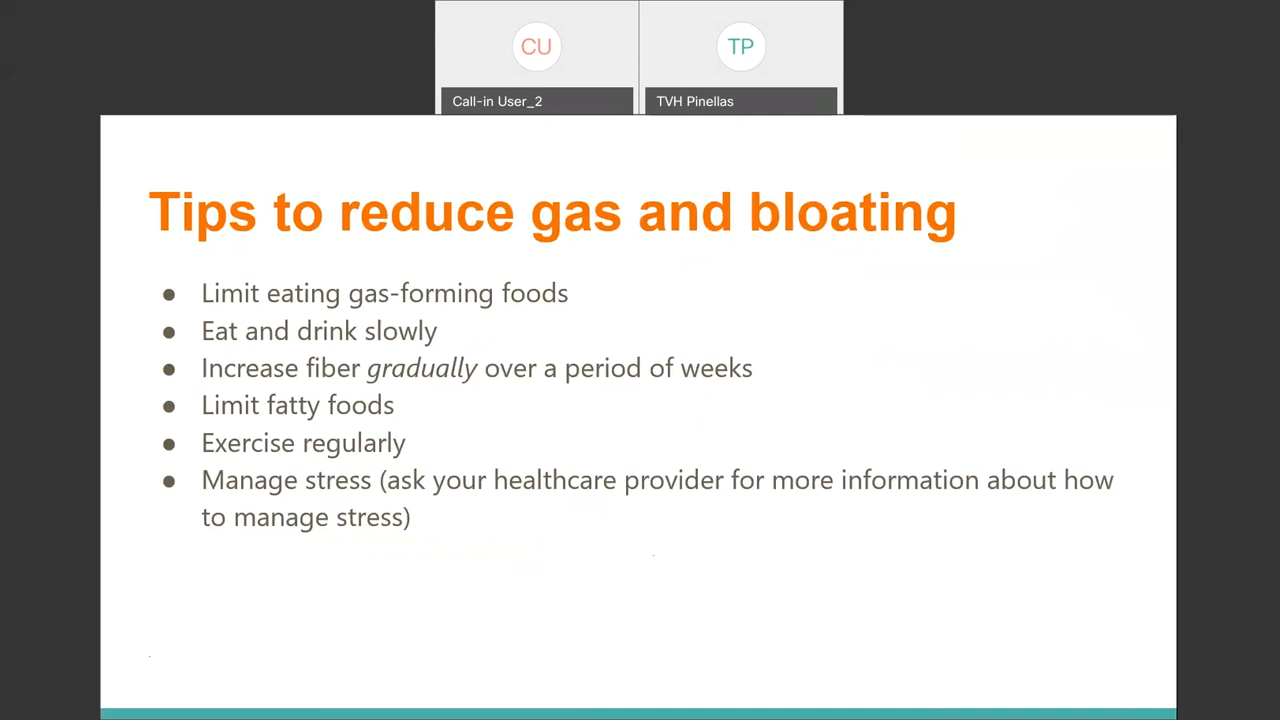 CU
TP
Call-in User_2
TVH Pinellas
Tips to reduce gas and bloating
● Limit eating gas-forming foods
● Eat and drink slowly
● Increase fiber gradually over a period of weeks
● Limit fatty foods
● Exercise regularly
● Manage stress (ask your healthcare provider for more information about how
to manage stress)